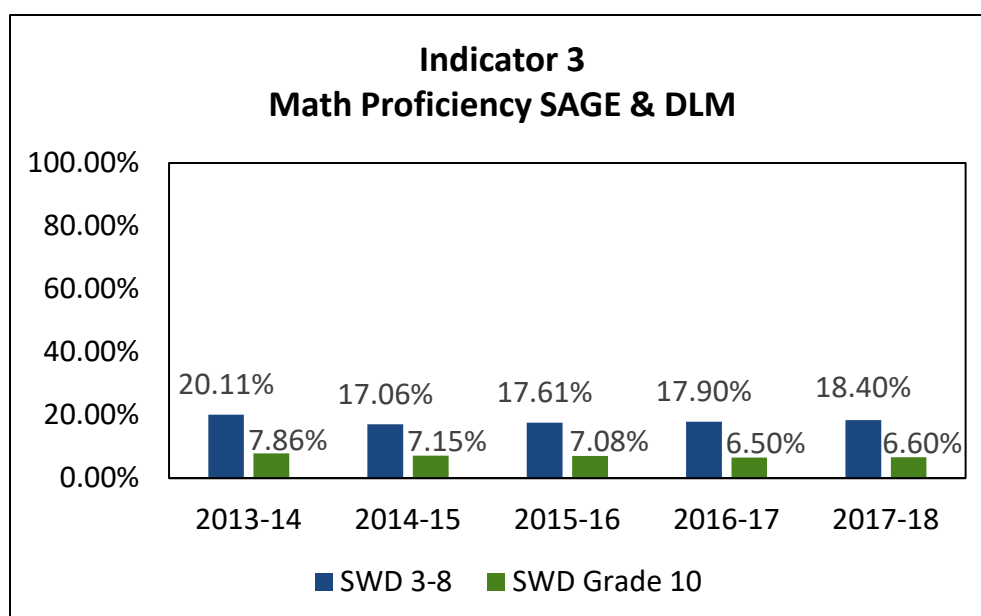 Indicator 3
Math Proficiency SAGE & DLM
100.00%
80.00%
60.00%
40.00%
20.00%
0.00%
20.11% 17.06% 17.61% 17.90% 18.40%
7.86% 7.15% 7.08% 6.50% 6.60%
2013-14 2014-15 2015-16 2016-17 2017-18
SWD 3-8 SWD Grade 10